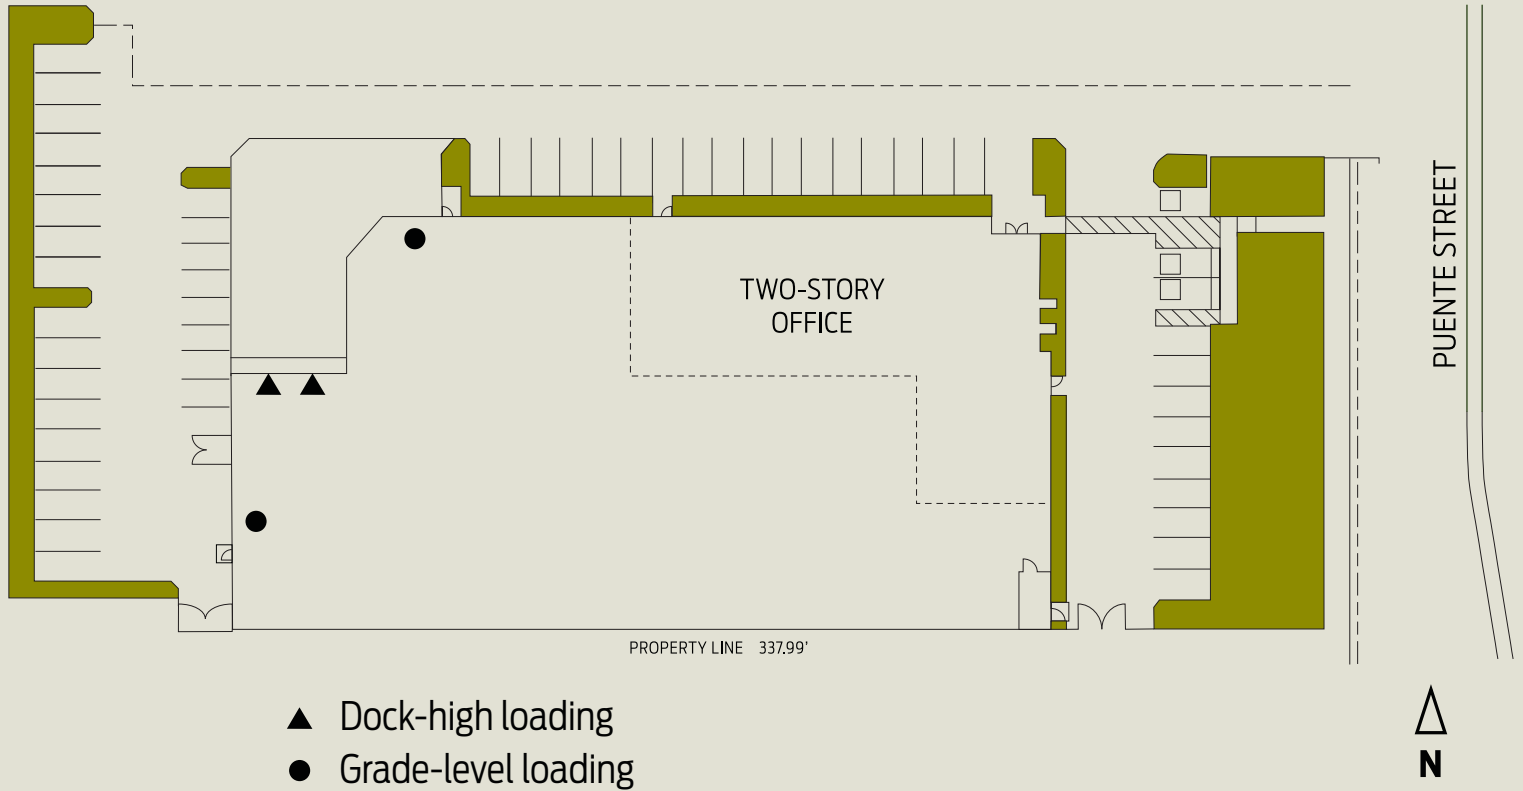 TWO-STORY
OFFICE
PUENTE STREET
PROPERTY LINE 337.99'
Dock-high loading
Grade-level loading
N